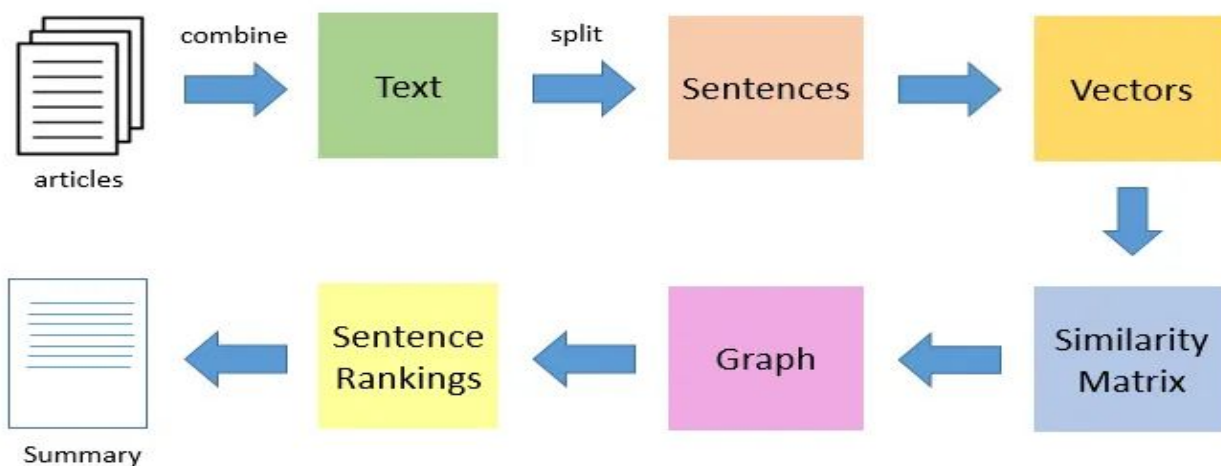 combine
split
Text
Sentences
Vectors
articles
Sentence
Rankings
Graph
Similarity
Matrix
Summary